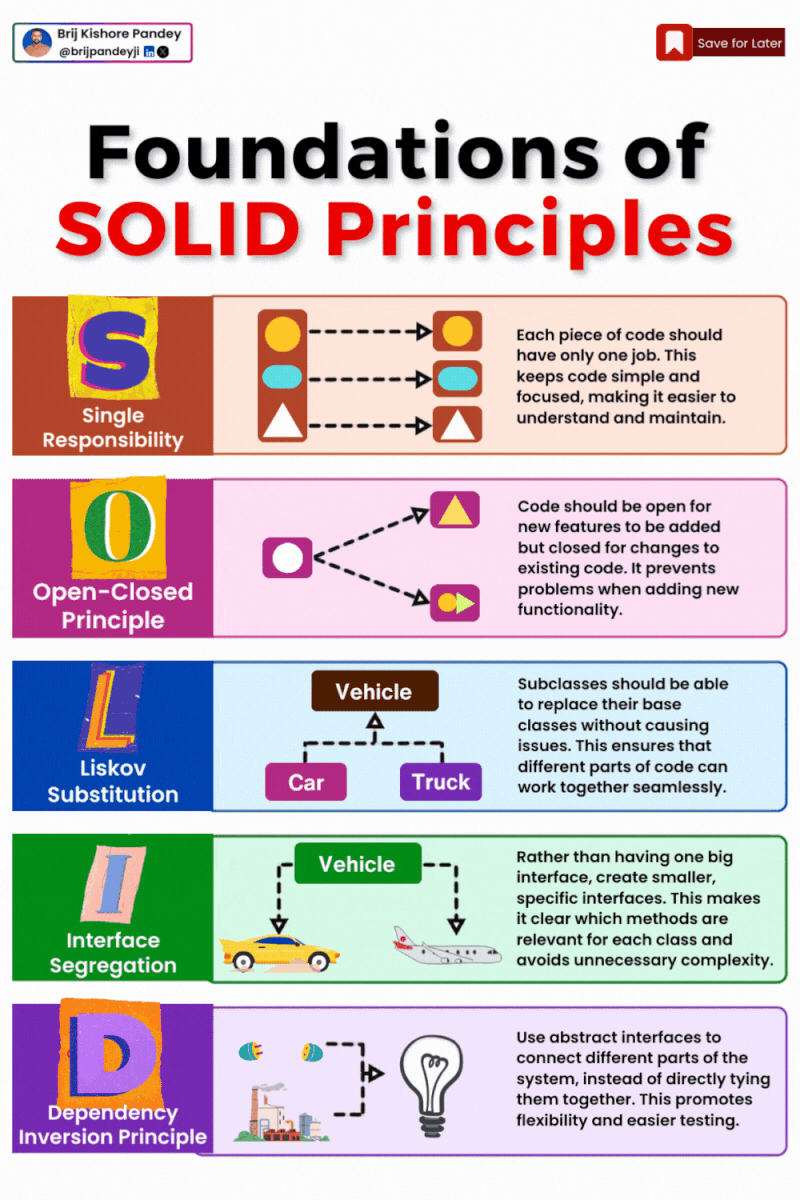 Brij Kishore Pandey
@brijpandeyji in X
Save for Later
Foundations of
SOLID Principles
S
Single
Responsibility
Each piece of code should
have only one job. This
keeps code simple and
focused, making it easier to
understand and maintain.
O
Open-Closed
Principle
Code should be open for
new features to be added
but closed for changes to
existing code. It prevents
problems when adding new
functionality.
L
Liskov
Substitution
Vehicle
Car
Truck
Subclasses should be able
to replace their base
classes without causing
issues. This ensures that
different parts of code can
work together seamlessly.
I
Interface
Segregation
Vehicle
Rather than having one big
interface, create smaller,
specific interfaces. This makes
it clear which methods are
relevant for each class and
avoids unnecessary complexity.
D
Dependency
Inversion Principle
Use abstract interfaces to
connect different parts of the
system, instead of directly tying
them together. This promotes
flexibility and easier testing.